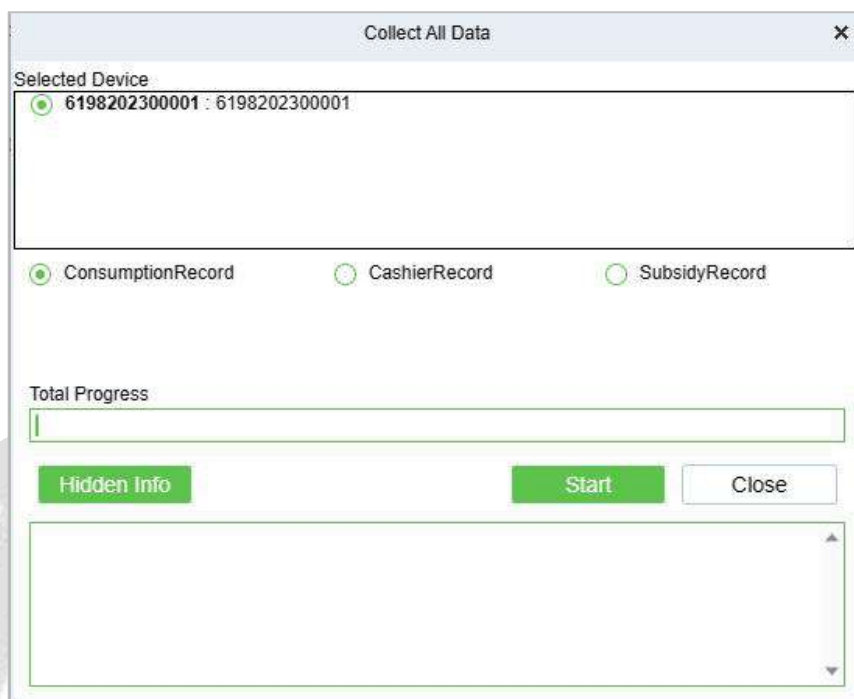 Collect All Data ×
Selected Device
6198202300001 : 6198202300001
ConsumptionRecord CashierRecord SubsidyRecord
Total Progress
Hidden Info Start Close